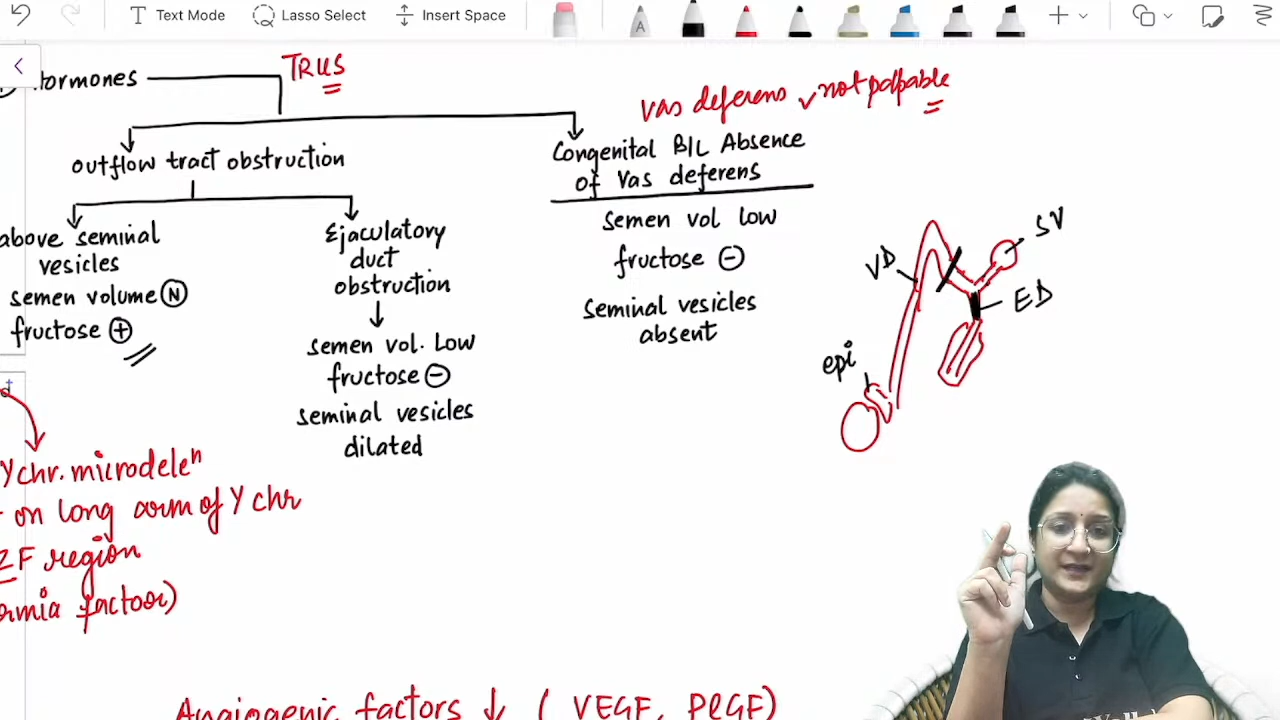 Text Mode
Lasso Select
Insert Space
A
Hormones
TRUS
vas deferens not palpable
outflow tract obstruction
Congenital B/L Absence
of Vas deferens
above seminal
vesicles
semen volume N
fructose +
Ejaculatory
duct
obstruction
semen vol. Low
fructose -
seminal vesicles
dilated
semen vol low
fructose -
seminal vesicles
absent
SV
VD
ED
epi
Y chr. microdeleⁿ
on long arm of Y chr
ZF region
factor)
Angiogenic factors ↓ ( VEGF, PlGF)